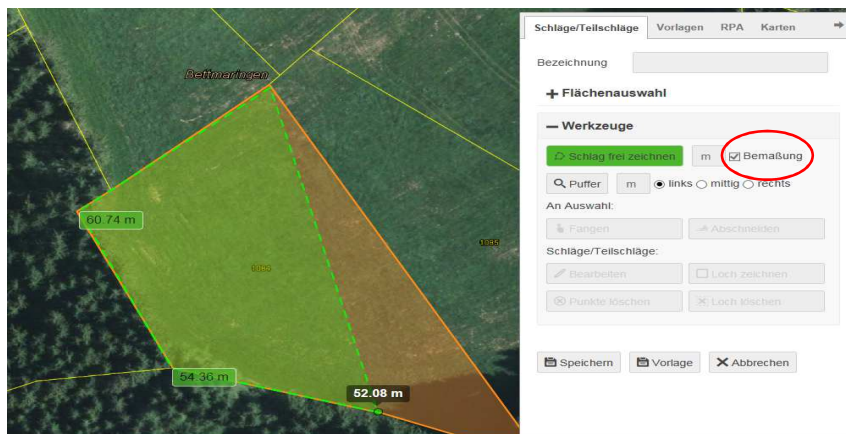 Bettmaringen
60.74 m
1084
1085
54.36 m
52.08 m
Schläge/Teilschläge Vorlagen RPA Karten
Bezeichnung
Flächenauswahl
Werkzeuge
Schlag frei zeichnen m Bemaßung
Puffer m links mittig rechts
An Auswahl:
Fangen Abschneiden
Schläge/Teilschläge:
Bearbeiten Loch zeichnen
Punkte löschen Loch löschen
Speichern Vorlage Abbrechen